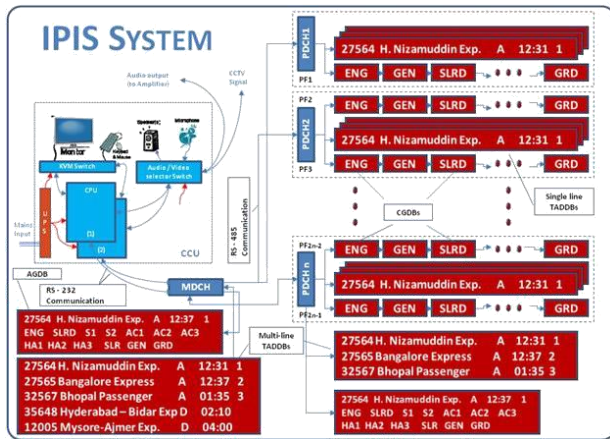 IPIS SYSTEM
Audio output
(to Amplifier)
CCTV
Signal
Speaker(s)
Microphone
Monitor
Keyboard
& Mouse
KVM Switch
CPU
(1)
(2)
Audio / Video
selector Switch
UPS
Mains
Input
CCU
RS - 232
Communication
RS - 485
Communication
AGDB
MDCH
PDCH1
PF1
27564 H. Nizamuddin Exp. A 12:31 1
ENG GEN SLRD GRD
PF2
ENG GEN SLRD GRD
PDCH2
27564 H. Nizamuddin Exp. A 12:31 1
PF3
ENG GEN SLRD GRD
CGDBs
Single line
TADDBs
PF2n-2
ENG GEN SLRD GRD
PDCH n
27564 H. Nizamuddin Exp. A 12:31 1
PF2n-1
ENG GEN SLRD GRD
27564 H. Nizamuddin Exp. A 12:37 1
ENG SLRD S1 S2 AC1 AC2 AC3
HA1 HA2 HA3 SLR GEN GRD
Multi-line
TADDBs
27564 H. Nizamuddin Exp. A 12:31 1
27565 Bangalore Express A 12:37 2
32567 Bhopal Passenger A 01:35 3
35648 Hyderabad – Bidar Exp D 02:10
12005 Mysore-Ajmer Exp. D 04:00
27564 H. Nizamuddin Exp. A 12:31 1
27565 Bangalore Express A 12:37 2
32567 Bhopal Passenger A 01:35 3
27564 H. Nizamuddin Exp. A 12:37 1
ENG SLRD S1 S2 AC1 AC2 AC3
HA1 HA2 HA3 SLR GEN GRD